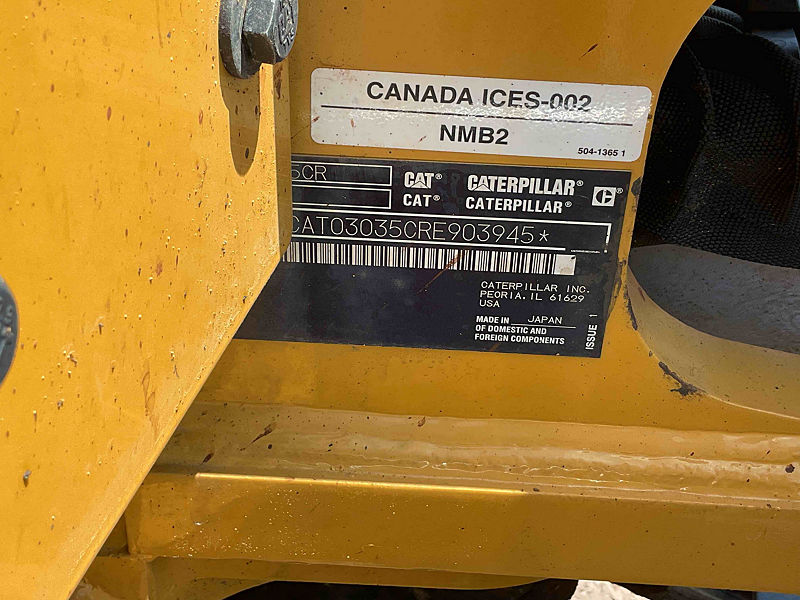 CANADA ICES-002
NMB2
504-1365 1
5CR
CAT® CATERPILLAR®
CAT® CATERPILLAR®
CAT03035CRE903945*
CATERPILLAR INC.
PEORIA, IL 61629
USA
MADE IN JAPAN
OF DOMESTIC AND
FOREIGN COMPONENTS
ISSUE 1